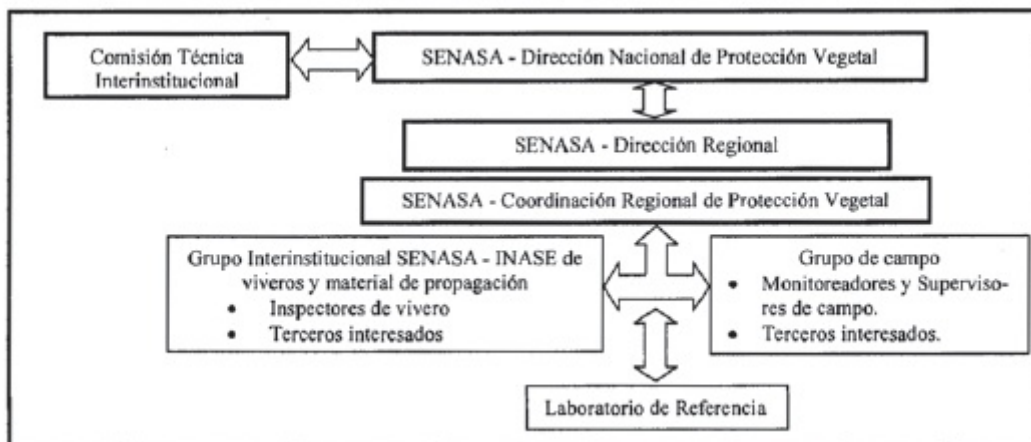 Comisión Técnica
Interinstitucional
SENASA - Dirección Nacional de Protección Vegetal
SENASA - Dirección Regional
SENASA - Coordinación Regional de Protección Vegetal
Grupo Interinstitucional SENASA - INASE de
viveros y material de propagación
• Inspectores de vivero
• Terceros interesados
Grupo de campo
• Monitoreadores y Superviso-
res de campo.
• Terceros interesados.
Laboratorio de Referencia